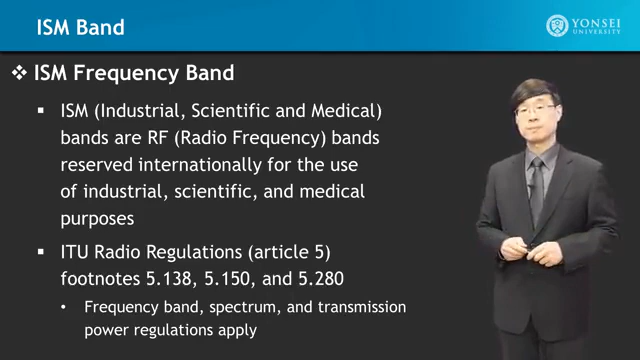 ISM Band
YONSEI
UNIVERSITY
❖ ISM Frequency Band
▪ ISM (Industrial, Scientific and Medical)
bands are RF (Radio Frequency) bands
reserved internationally for the use
of industrial, scientific, and medical
purposes
▪ ITU Radio Regulations (article 5)
footnotes 5.138, 5.150, and 5.280
• Frequency band, spectrum, and transmission
power regulations apply